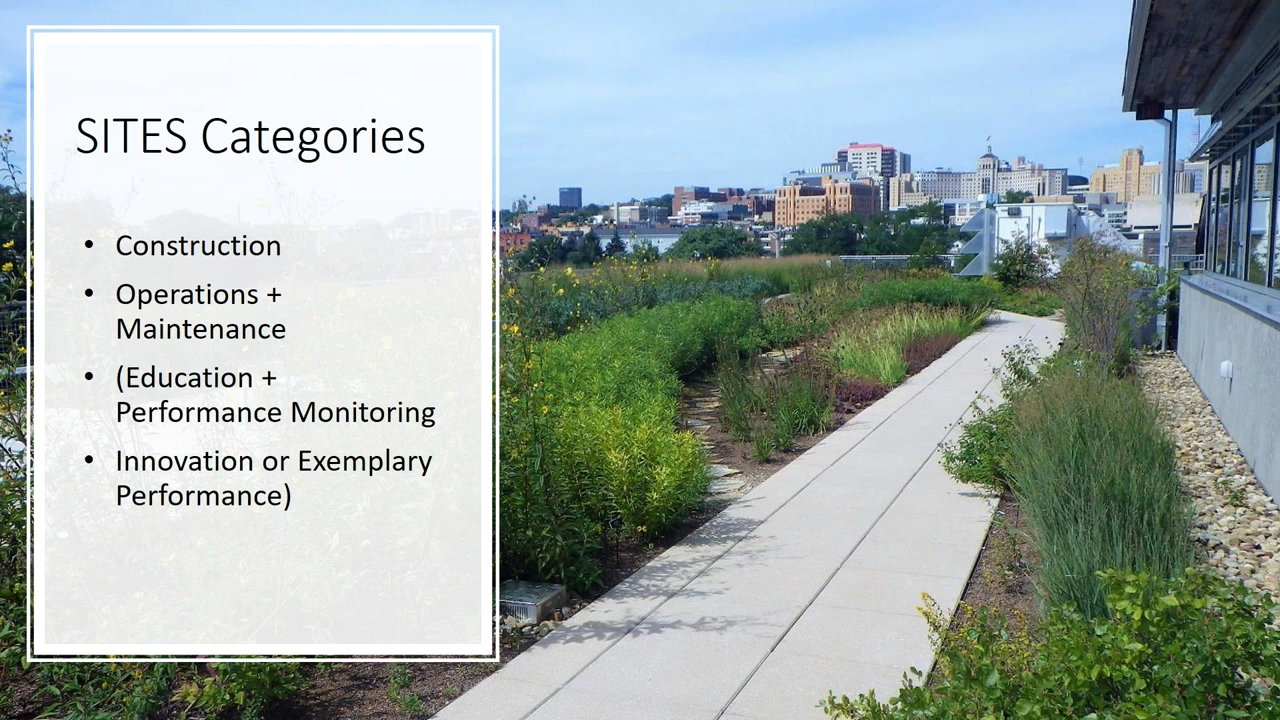 SITES Categories
• Construction
• Operations +
Maintenance
• (Education +
Performance Monitoring
• Innovation or Exemplary
Performance)